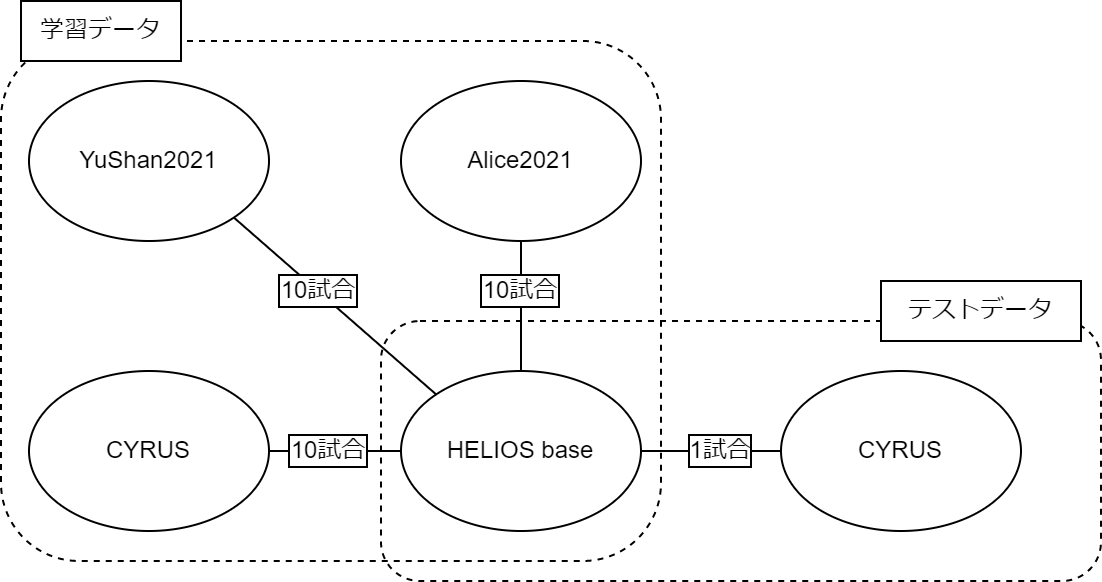 学習データ
YuShan2021
Alice2021
10試合
10試合
テストデータ
CYRUS
10試合
HELIOS base
1試合
CYRUS